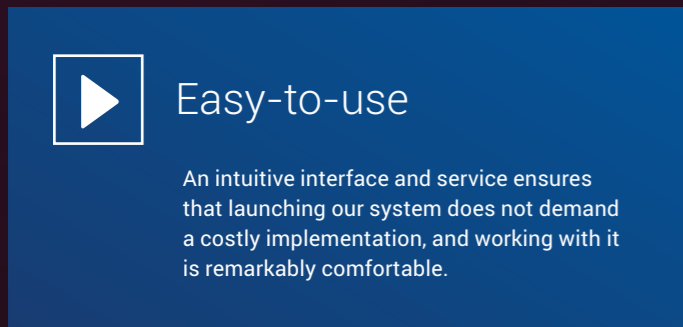 Easy-to-use
An intuitive interface and service ensures
that launching our system does not demand
a costly implementation, and working with it
is remarkably comfortable.